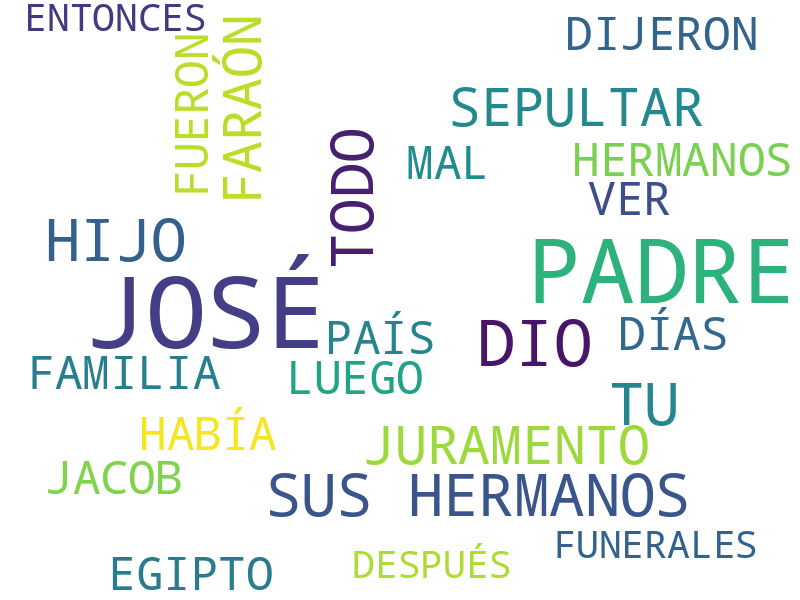 ENTONCES
DIJERON
FUERON
FARAÓN
SEPULTAR
TODO
MAL
HERMANOS
VER
HIJO
PADRE
JOSÉ
PAÍS
DIO
DÍAS
FAMILIA
LUEGO
TU
HABÍA
JURAMENTO
JACOB
SUS HERMANOS
EGIPTO
DESPUÉS
FUNERALES